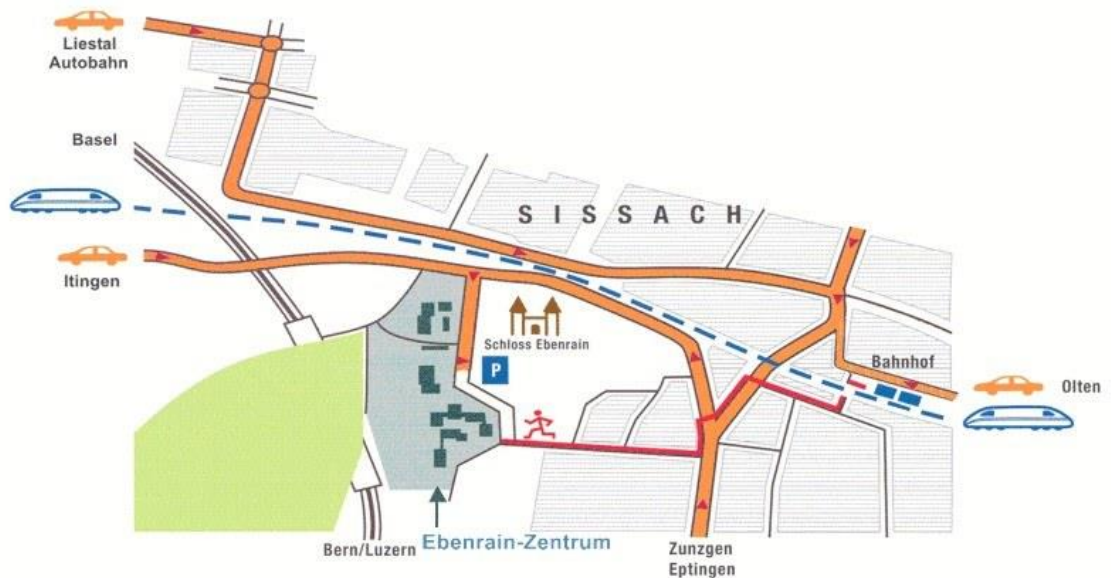 Liestal
Autobahn
Basel
SISSACH
Itingen
Schloss Ebenrain
P
Bahnhof
Olten
Bern/Luzern
Ebenrain-Zentrum
Zunzgen
Eptingen